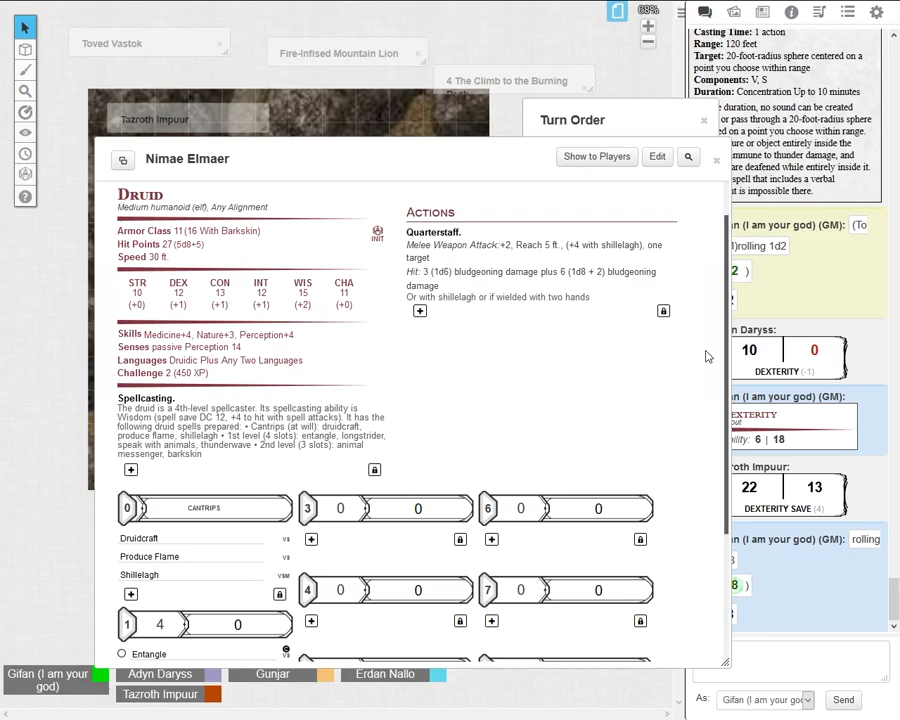 68%
Toved Vastok
Fire-Infised Mountain Lion
4 The Climb to the Burning
Tazroth Impuur
Turn Order
Nimae Elmaer
Show to Players
Edit
DRUID
Medium humanoid (elf), Any Alignment
Armor Class 11 (16 With Barkskin)
Hit Points 27 (5d8+5)
Speed 30 ft.
INIT
STR DEX CON INT WIS CHA
10 12 13 12 15 11
(+0) (+1) (+1) (+1) (+2) (+0)
Skills Medicine+4, Nature+3, Perception+4
Senses passive Perception 14
Languages Druidic Plus Any Two Languages
Challenge 2 (450 XP)
Spellcasting.
The druid is a 4th-level spellcaster. Its spellcasting ability is
Wisdom (spell save DC 12, +4 to hit with spell attacks). It has the
following druid spells prepared: • Cantrips (at will): druidcraft,
produce flame, shillelagh • 1st level (4 slots): entangle, longstrider,
speak with animals, thunderwave • 2nd level (3 slots): animal
messenger, barkskin
ACTIONS
Quarterstaff.
Melee Weapon Attack:+2, Reach 5 ft., (+4 with shillelagh), one
target
Hit: 3 (1d6) bludgeoning damage plus 6 (1d8 + 2) bludgeoning
damage
Or with shillelagh or if wielded with two hands
0 CANTRIPS
Druidcraft V S
Produce Flame V S
Shillelagh V S M
1 4 0
Entangle C V S
3 0 0
4 0 0
6 0 0
7 0 0
Casting Time: 1 action
Range: 120 feet
Target: 20-foot-radius sphere centered on a
point you choose within range
Components: V, S
Duration: Concentration Up to 10 minutes
e duration, no sound can be created
or pass through a 20-foot-radius sphere
ed on a point you choose within range.
ture or object entirely inside the
mmune to thunder damage, and
are deafened while entirely inside it.
spell that includes a verbal
nt is impossible there.
(I am your god) (GM): (To
M)rolling 1d2
2 )
n Daryss:
10 0
DEXTERITY (-1)
(I am your god) (GM):
EXTERITY
out
ility: 6 | 18
roth Impuur:
22 13
DEXTERITY SAVE (4)
an (I am your god) (GM): rolling
8 )
Gifan (I am your god)
Adyn Daryss
Gunjar
Erdan Nallo
Tazroth Impuur
As: Gifan (I am your god
Send